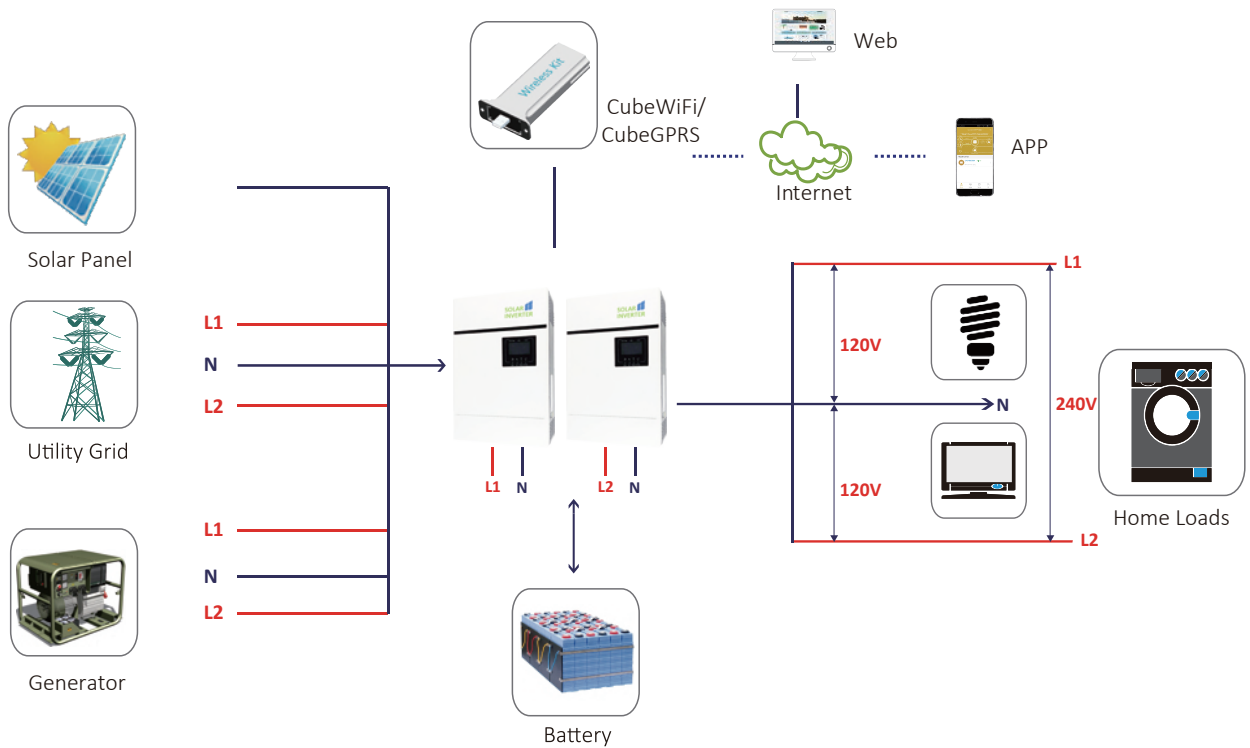 Web
Wireless Kit
CubeWiFi/
CubeGPRS
APP
Internet
Solar Panel
L1
SOLAR
INVERTER
SOLAR
INVERTER
L1
120V
N
L2
N
240V
Utility Grid
L1
N
L2
N
120V
L1
Home Loads
L2
N
L2
Generator
Battery